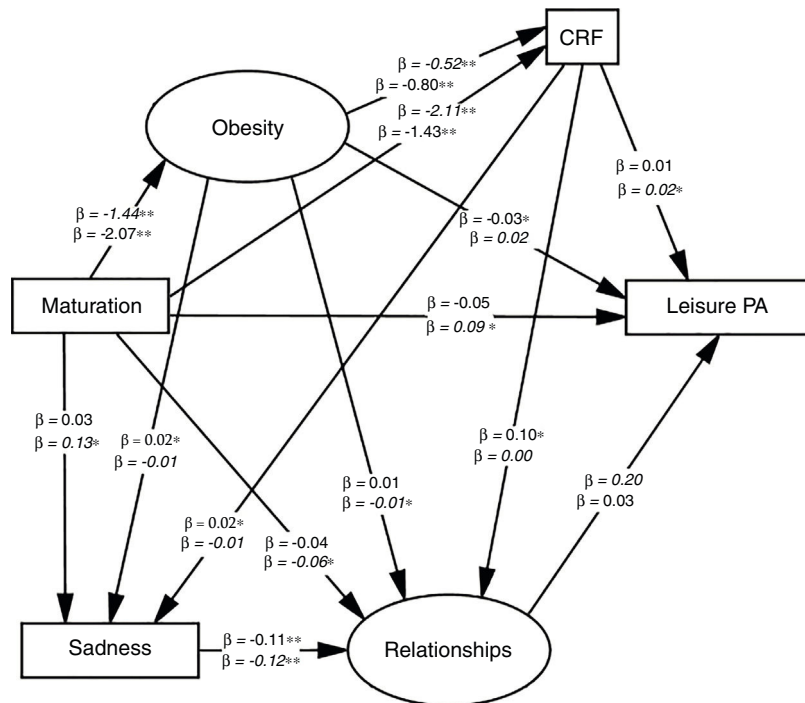 CRF
β = -0.52**
β = -0.80**
β = -2.11**
β = -1.43**
Obesity
β = 0.01
β = 0.02*
β = -1.44**
β = -2.07**
β = -0.03*
β = 0.02
Maturation
Leisure PA
β = -0.05
β = 0.09 *
β = 0.03
β = 0.13*
β = 0.02*
β = -0.01
β = 0.10*
β = 0.00
β = 0.01
β = -0.01*
β = 0.20
β = 0.03
β = 0.02*
β = -0.01
β = -0.04
β = -0.06*
Sadness
β = -0.11**
β = -0.12**
Relationships